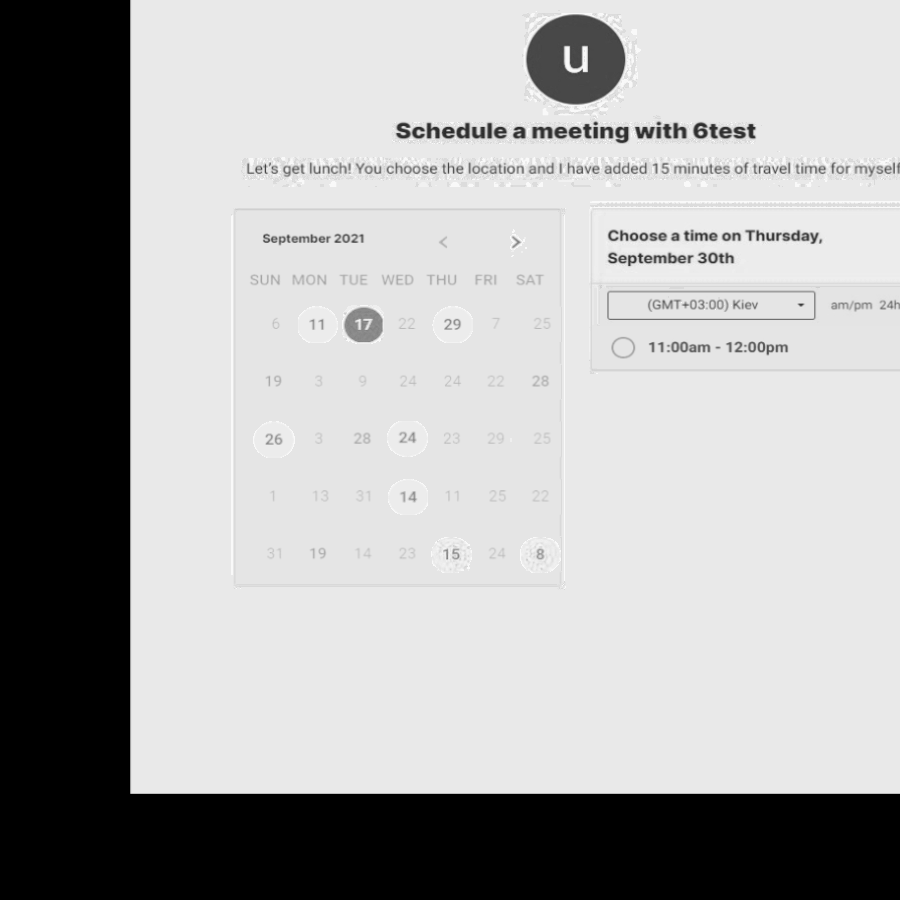 u
Schedule a meeting with 6test
Let's get lunch! You choose the location and I have added 15 minutes of travel time for myself
September 2021
SUN MON TUE WED THU FRI SAT
6 11 17 22 29 7 25
19 3 9 24 24 22 28
26 3 28 24 23 29 25
1 13 31 14 11 25 22
31 19 14 23 15 24 8
Choose a time on Thursday,
September 30th
(GMT+03:00) Kiev am/pm 24h
11:00am - 12:00pm